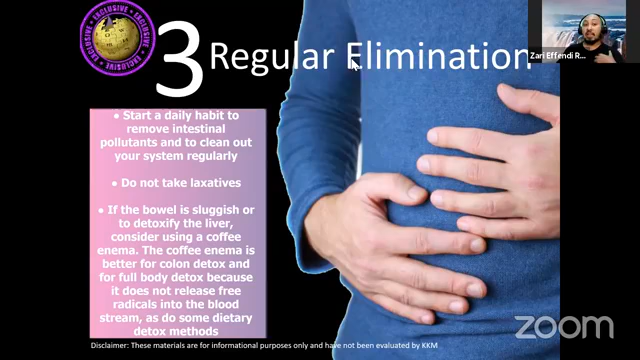 EXCLUSIVE EXCLUSIVE EXCLUSIVE EXCLUSIVE
3 Regular Elimination
Zari Effendi R...
• Start a daily habit to
remove intestinal
pollutants and to clean out
your system regularly
• Do not take laxatives
• If the bowel is sluggish or
to detoxify the liver,
consider using a coffee
enema. The coffee enema is
better for colon detox and
for full body detox because
it does not release free
radicals into the blood
stream, as do some dietary
detox methods
zoom
Disclaimer: These materials are for informational purposes only and have not been evaluated by KKM